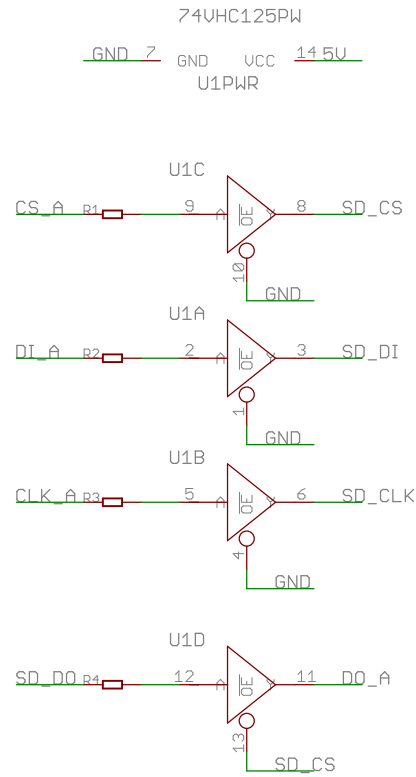 74VHC125PW
GND 7 GND VCC 14 5V
U1PWR
U1C
CS_A R1 9 A OE Y 8 SD_CS
10
GND
U1A
DI_A R2 2 A OE Y 3 SD_DI
1
GND
U1B
CLK_A R3 5 A OE Y 6 SD_CLK
4
GND
U1D
SD_DO R4 12 A OE Y 11 DO_A
13
SD_CS